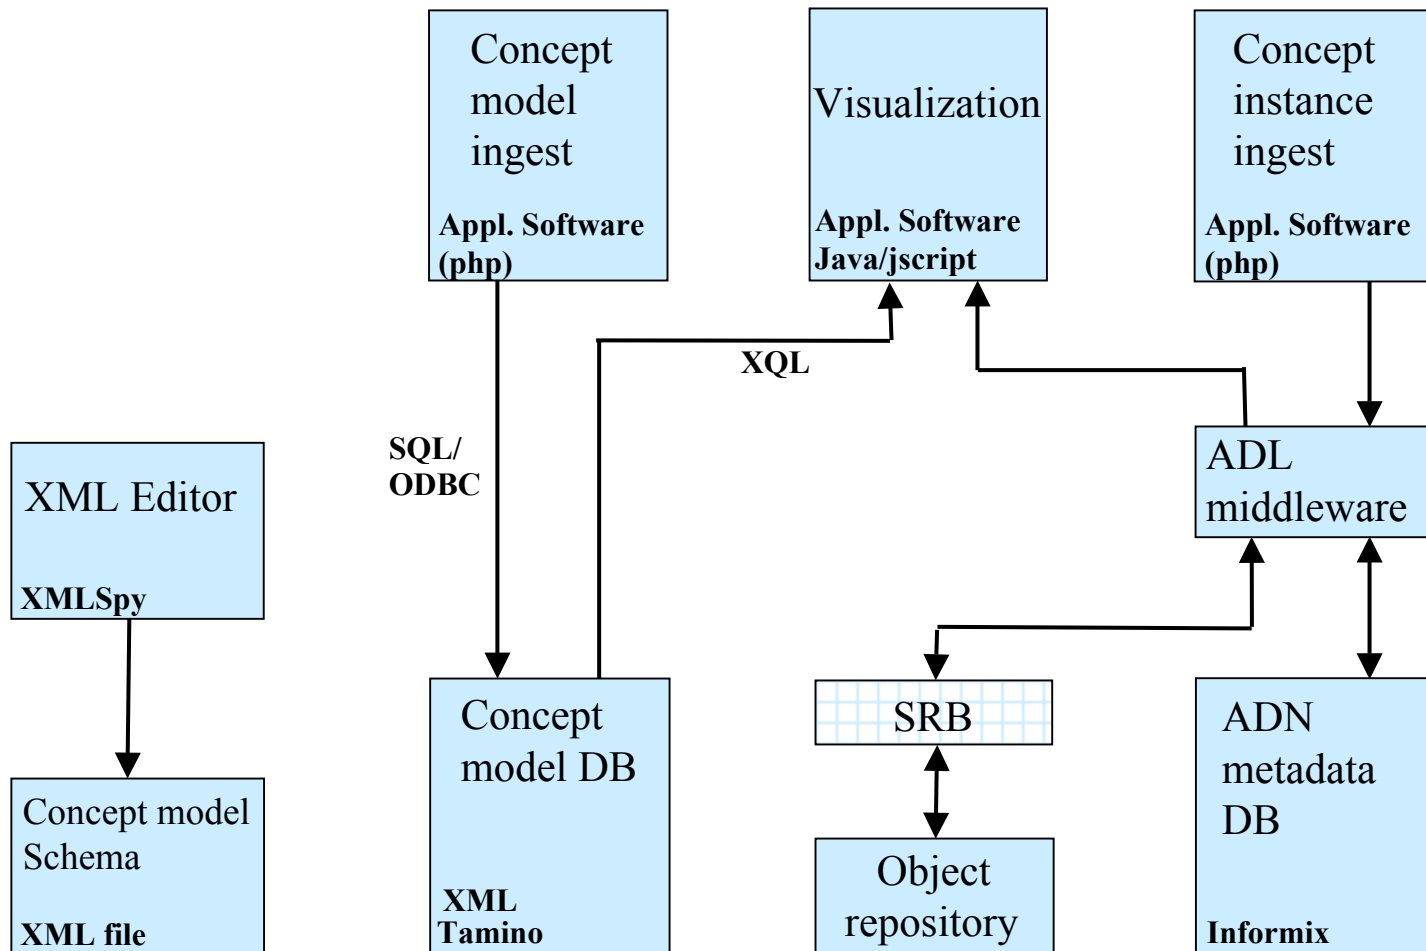 Concept
model
ingest
Appl. Software
(php)
Visualization
Appl. Software
Java/jscript
Concept
instance
ingest
Appl. Software
(php)
XQL
SQL/
ODBC
ADL
middleware
XML Editor
XMLSpy
Concept
model DB
XML
Tamino
SRB
ADN
metadata
DB
Informix
Concept model
Schema
XML file
Object
repository